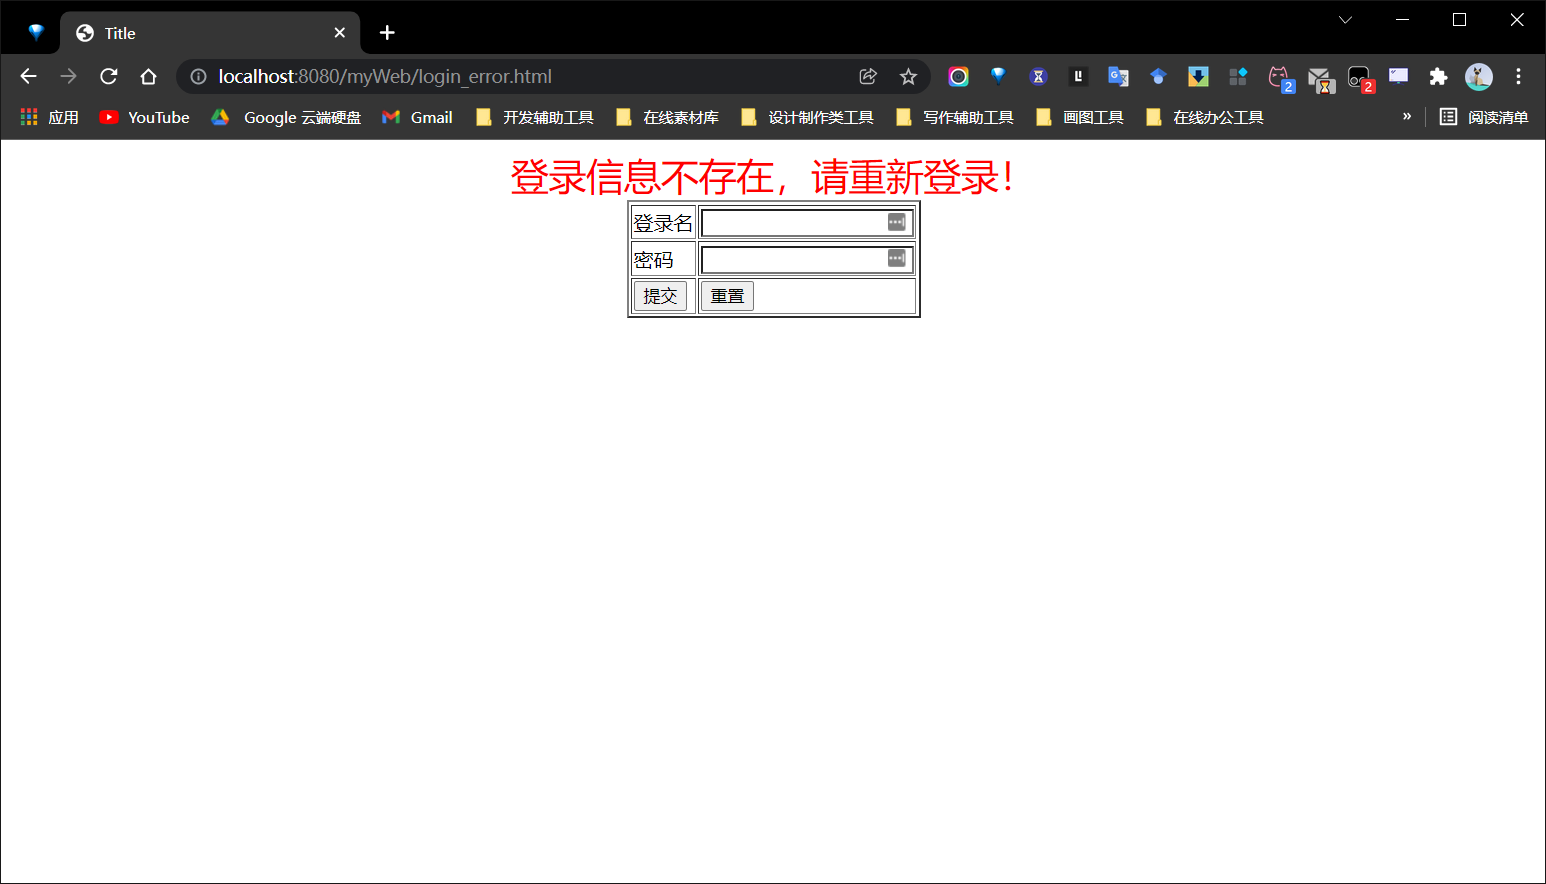 Title
localhost:8080/myWeb/login_error.html
2
2
应用 YouTube Google 云端硬盘 Gmail 开发辅助工具 在线素材库 设计制作类工具 写作辅助工具 画图工具 在线办公工具 » 阅读清单
登录信息不存在，请重新登录！
登录名
密码
提交 重置